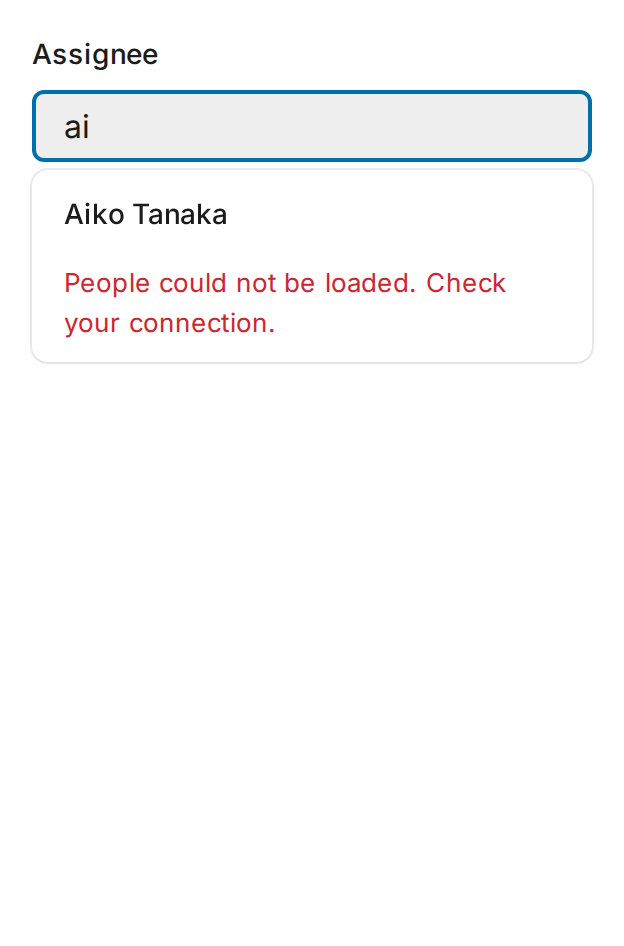 Assignee
ai
Aiko Tanaka
People could not be loaded. Check
your connection.